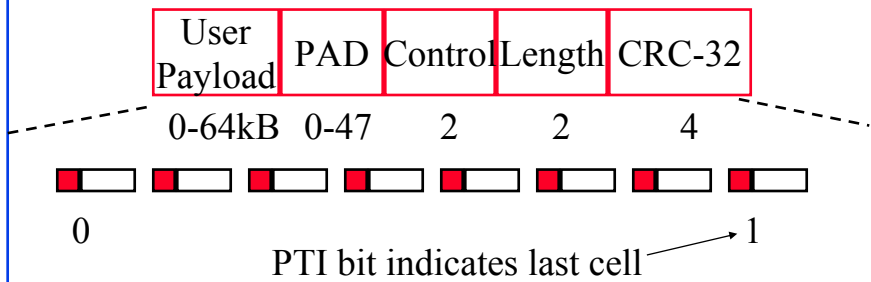 User Payload PAD Control Length CRC-32
0-64kB 0-47 2 2 4
0 1
PTI bit indicates last cell